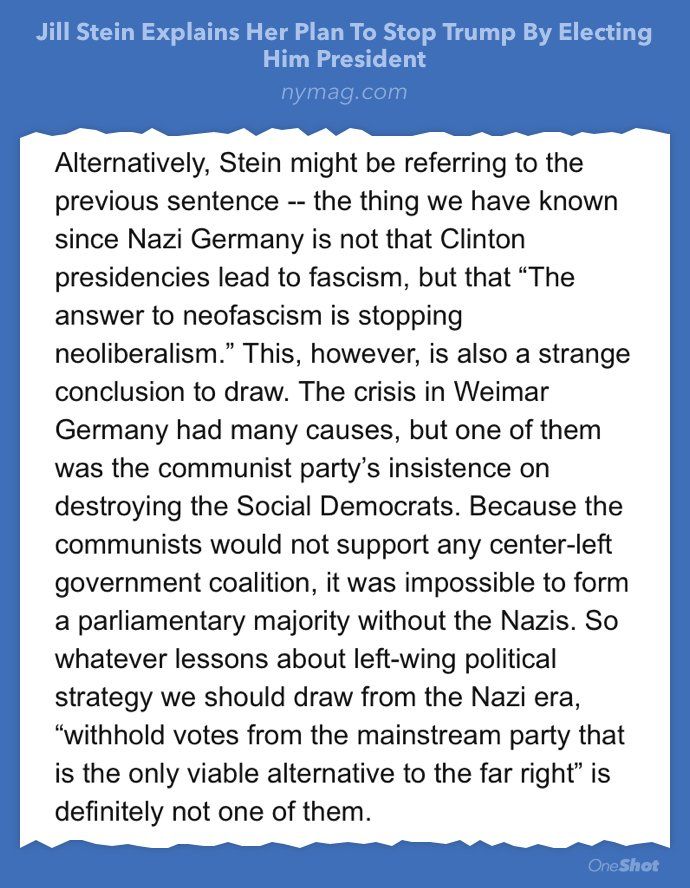 Jill Stein Explains Her Plan To Stop Trump By Electing
Him President
nymag.com
Alternatively, Stein might be referring to the
previous sentence -- the thing we have known
since Nazi Germany is not that Clinton
presidencies lead to fascism, but that “The
answer to neofascism is stopping
neoliberalism.” This, however, is also a strange
conclusion to draw. The crisis in Weimar
Germany had many causes, but one of them
was the communist party’s insistence on
destroying the Social Democrats. Because the
communists would not support any center-left
government coalition, it was impossible to form
a parliamentary majority without the Nazis. So
whatever lessons about left-wing political
strategy we should draw from the Nazi era,
“withhold votes from the mainstream party that
is the only viable alternative to the far right” is
definitely not one of them.
OneShot